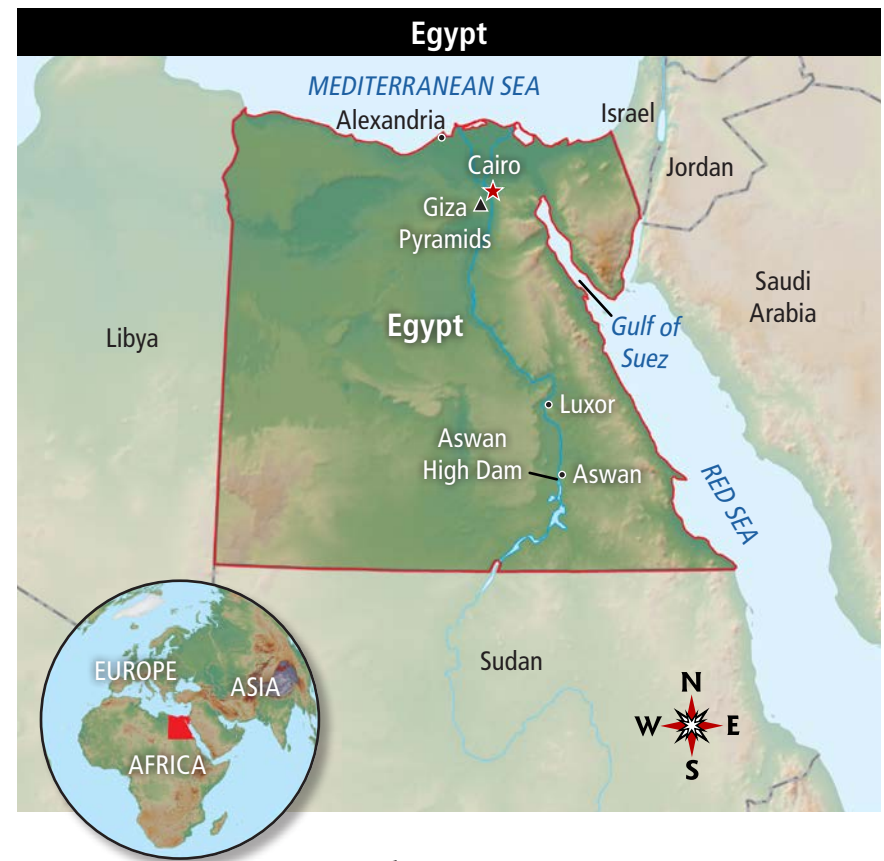 Egypt
MEDITERRANEAN SEA
Alexandria
Israel
Cairo
Jordan
Giza
Pyramids
Saudi
Arabia
Egypt
Libya
Gulf of
Suez
Luxor
Aswan
High Dam
Aswan
RED SEA
Sudan
EUROPE
ASIA
AFRICA
N
W
E
S